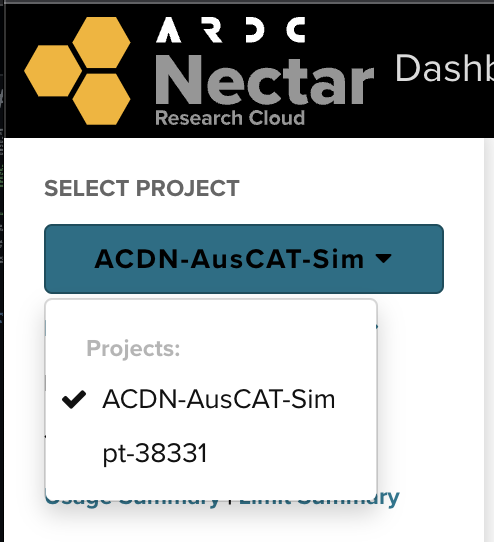 ARDC
Nectar
Research Cloud
Dashb
SELECT PROJECT
ACDN-AusCAT-Sim
Projects:
ACDN-AusCAT-Sim
pt-38331
Usage Summary | Limit Summary